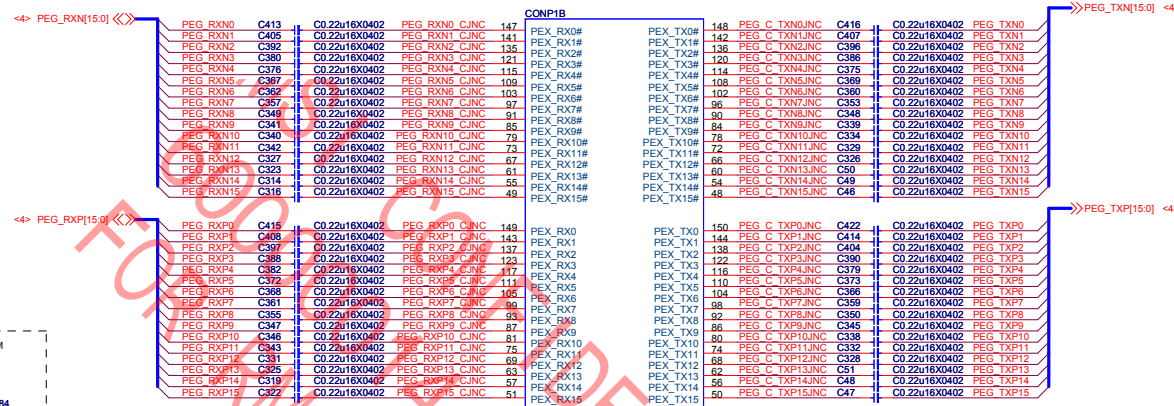 <4> PEG_RXN[15:0] CONP1B PEG_TXN[15:0] <4
PEG_RXN0 C413 C0.22u16X0402 PEG_RXN0_CJNC 147 PEX_RX0# PEX_TX0# 148 PEG_C_TXN0JNC C416 C0.22u16X0402 PEG_TXN0
PEG_RXN1 C405 C0.22u16X0402 PEG_RXN1_CJNC 141 PEX_RX1# PEX_TX1# 142 PEG_C_TXN1JNC C407 C0.22u16X0402 PEG_TXN1
PEG_RXN2 C392 C0.22u16X0402 PEG_RXN2_CJNC 135 PEX_RX2# PEX_TX2# 136 PEG_C_TXN2JNC C396 C0.22u16X0402 PEG_TXN2
PEG_RXN3 C380 C0.22u16X0402 PEG_RXN3_CJNC 121 PEX_RX3# PEX_TX3# 120 PEG_C_TXN3JNC C386 C0.22u16X0402 PEG_TXN3
PEG_RXN4 C376 C0.22u16X0402 PEG_RXN4_CJNC 115 PEX_RX4# PEX_TX4# 114 PEG_C_TXN4JNC C375 C0.22u16X0402 PEG_TXN4
PEG_RXN5 C367 C0.22u16X0402 PEG_RXN5_CJNC 109 PEX_RX5# PEX_TX5# 108 PEG_C_TXN5JNC C369 C0.22u16X0402 PEG_TXN5
PEG_RXN6 C362 C0.22u16X0402 PEG_RXN6_CJNC 103 PEX_RX6# PEX_TX6# 102 PEG_C_TXN6JNC C360 C0.22u16X0402 PEG_TXN6
PEG_RXN7 C357 C0.22u16X0402 PEG_RXN7_CJNC 97 PEX_RX7# PEX_TX7# 96 PEG_C_TXN7JNC C353 C0.22u16X0402 PEG_TXN7
PEG_RXN8 C349 C0.22u16X0402 PEG_RXN8_CJNC 91 PEX_RX8# PEX_TX8# 90 PEG_C_TXN8JNC C348 C0.22u16X0402 PEG_TXN8
PEG_RXN9 C341 C0.22u16X0402 PEG_RXN9_CJNC 85 PEX_RX9# PEX_TX9# 84 PEG_C_TXN9JNC C339 C0.22u16X0402 PEG_TXN9
PEG_RXN10 C340 C0.22u16X0402 PEG_RXN10_CJNC 79 PEX_RX10# PEX_TX10# 78 PEG_C_TXN10JNC C334 C0.22u16X0402 PEG_TXN10
PEG_RXN11 C342 C0.22u16X0402 PEG_RXN11_CJNC 73 PEX_RX11# PEX_TX11# 72 PEG_C_TXN11JNC C329 C0.22u16X0402 PEG_TXN11
PEG_RXN12 C327 C0.22u16X0402 PEG_RXN12_CJNC 67 PEX_RX12# PEX_TX12# 66 PEG_C_TXN12JNC C326 C0.22u16X0402 PEG_TXN12
PEG_RXN13 C323 C0.22u16X0402 PEG_RXN13_CJNC 61 PEX_RX13# PEX_TX13# 60 PEG_C_TXN13JNC C50 C0.22u16X0402 PEG_TXN13
PEG_RXN14 C314 C0.22u16X0402 PEG_RXN14_CJNC 55 PEX_RX14# PEX_TX14# 54 PEG_C_TXN14JNC C49 C0.22u16X0402 PEG_TXN14
PEG_RXN15 C316 C0.22u16X0402 PEG_RXN15_CJNC 49 PEX_RX15# PEX_TX15# 48 PEG_C_TXN15JNC C46 C0.22u16X0402 PEG_TXN15
<4> PEG_RXP[15:0] PEG_TXP[15:0] <4
PEG_RXP0 C415 C0.22u16X0402 PEG_RXP0_CJNC 149 PEX_RX0 PEX_TX0 150 PEG_C_TXP0JNC C422 C0.22u16X0402 PEG_TXP0
PEG_RXP1 C408 C0.22u16X0402 PEG_RXP1_CJNC 143 PEX_RX1 PEX_TX1 144 PEG_C_TXP1JNC C414 C0.22u16X0402 PEG_TXP1
PEG_RXP2 C397 C0.22u16X0402 PEG_RXP2_CJNC 137 PEX_RX2 PEX_TX2 138 PEG_C_TXP2JNC C404 C0.22u16X0402 PEG_TXP2
PEG_RXP3 C388 C0.22u16X0402 PEG_RXP3_CJNC 123 PEX_RX3 PEX_TX3 122 PEG_C_TXP3JNC C390 C0.22u16X0402 PEG_TXP3
PEG_RXP4 C382 C0.22u16X0402 PEG_RXP4_CJNC 117 PEX_RX4 PEX_TX4 116 PEG_C_TXP4JNC C379 C0.22u16X0402 PEG_TXP4
PEG_RXP5 C372 C0.22u16X0402 PEG_RXP5_CJNC 111 PEX_RX5 PEX_TX5 110 PEG_C_TXP5JNC C373 C0.22u16X0402 PEG_TXP5
PEG_RXP6 C368 C0.22u16X0402 PEG_RXP6_CJNC 105 PEX_RX6 PEX_TX6 104 PEG_C_TXP6JNC C366 C0.22u16X0402 PEG_TXP6
PEG_RXP7 C361 C0.22u16X0402 PEG_RXP7_CJNC 99 PEX_RX7 PEX_TX7 98 PEG_C_TXP7JNC C359 C0.22u16X0402 PEG_TXP7
PEG_RXP8 C355 C0.22u16X0402 PEG_RXP8_CJNC 93 PEX_RX8 PEX_TX8 92 PEG_C_TXP8JNC C350 C0.22u16X0402 PEG_TXP8
PEG_RXP9 C347 C0.22u16X0402 PEG_RXP9_CJNC 87 PEX_RX9 PEX_TX9 86 PEG_C_TXP9JNC C345 C0.22u16X0402 PEG_TXP9
PEG_RXP10 C346 C0.22u16X0402 PEG_RXP10_CJNC 81 PEX_RX10 PEX_TX10 80 PEG_C_TXP10JNC C338 C0.22u16X0402 PEG_TXP10
PEG_RXP11 C343 C0.22u16X0402 PEG_RXP11_CJNC 75 PEX_RX11 PEX_TX11 74 PEG_C_TXP11JNC C332 C0.22u16X0402 PEG_TXP11
PEG_RXP12 C331 C0.22u16X0402 PEG_RXP12_CJNC 69 PEX_RX12 PEX_TX12 68 PEG_C_TXP12JNC C328 C0.22u16X0402 PEG_TXP12
PEG_RXP13 C325 C0.22u16X0402 PEG_RXP13_CJNC 63 PEX_RX13 PEX_TX13 62 PEG_C_TXP13JNC C51 C0.22u16X0402 PEG_TXP13
PEG_RXP14 C319 C0.22u16X0402 PEG_RXP14_CJNC 57 PEX_RX14 PEX_TX14 56 PEG_C_TXP14JNC C48 C0.22u16X0402 PEG_TXP14
PEG_RXP15 C322 C0.22u16X0402 PEG_RXP15_CJNC 51 PEX_RX15 PEX_TX15 50 PEG_C_TXP15JNC C47 C0.22u16X0402 PEG_TXP15
FOR